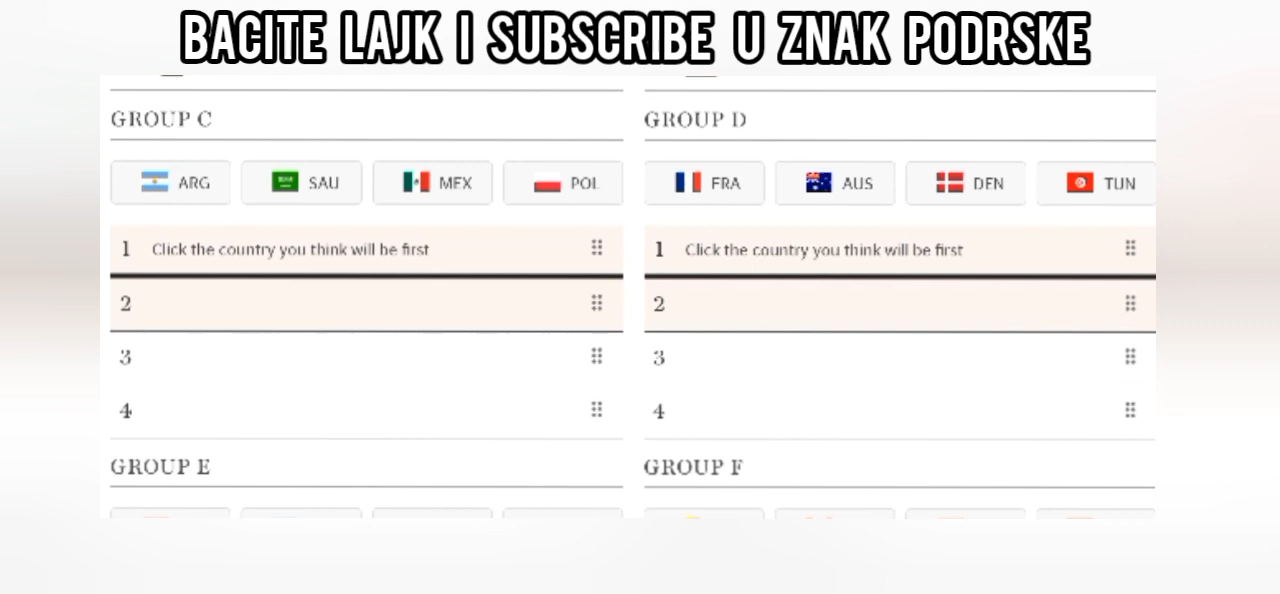 BACITE LAJK I SUBSCRIBE U ZNAK PODRSKE
GROUP C
ARG SAU MEX POL
1 Click the country you think will be first
2
3
4
GROUP D
FRA AUS DEN TUN
1 Click the country you think will be first
2
3
4
GROUP E
GROUP F